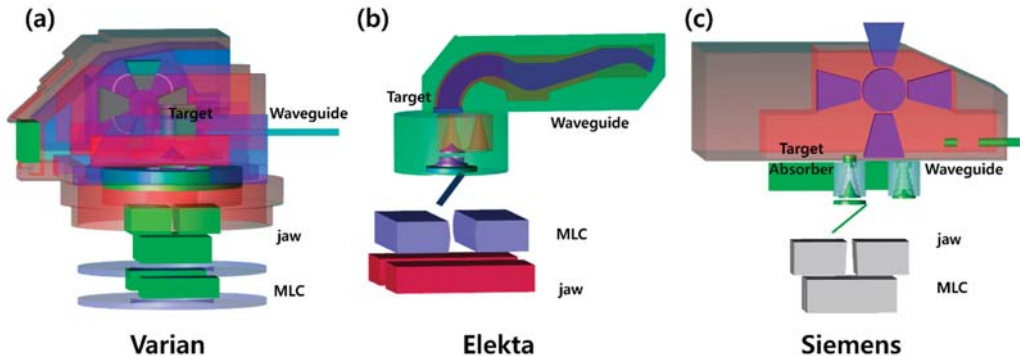 (a)
Target
Waveguide
jaw
MLC
Varian
(b)
Target
Waveguide
MLC
jaw
Elekta
(c)
Target
Absorber
Waveguide
jaw
MLC
Siemens